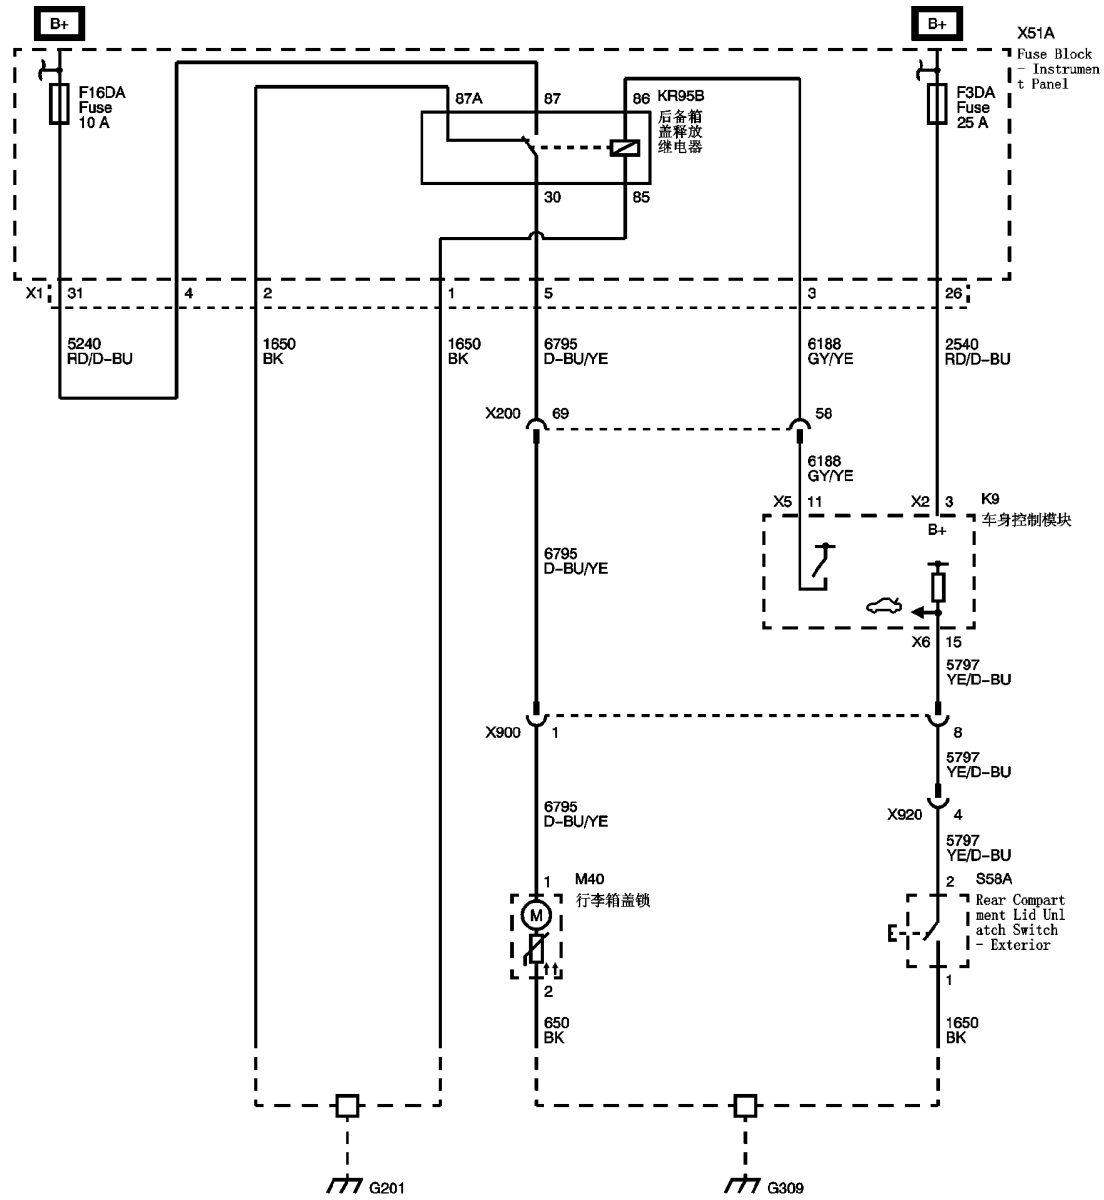 B+
B+
X51A
Fuse Block
- Instrumen
t Panel
F16DA
Fuse
10 A
87A
87
86
KR95B
后备箱
盖释放
继电器
F3DA
Fuse
25 A
30
85
X1
31
4
2
1
5
3
26
5240
RD/D-BU
1650
BK
1650
BK
6795
D-BU/YE
6188
GY/YE
2540
RD/D-BU
X200
69
58
6188
GY/YE
X5
11
X2
3
K9
车身控制模块
B+
6795
D-BU/YE
X6
15
5797
YE/D-BU
X900
1
8
5797
YE/D-BU
6795
D-BU/YE
X920
4
5797
YE/D-BU
1
M40
行李箱盖锁
M
2
2
S58A
Rear Compart
ment Lid Unl
atch Switch
- Exterior
1
650
BK
1650
BK
G201
G309